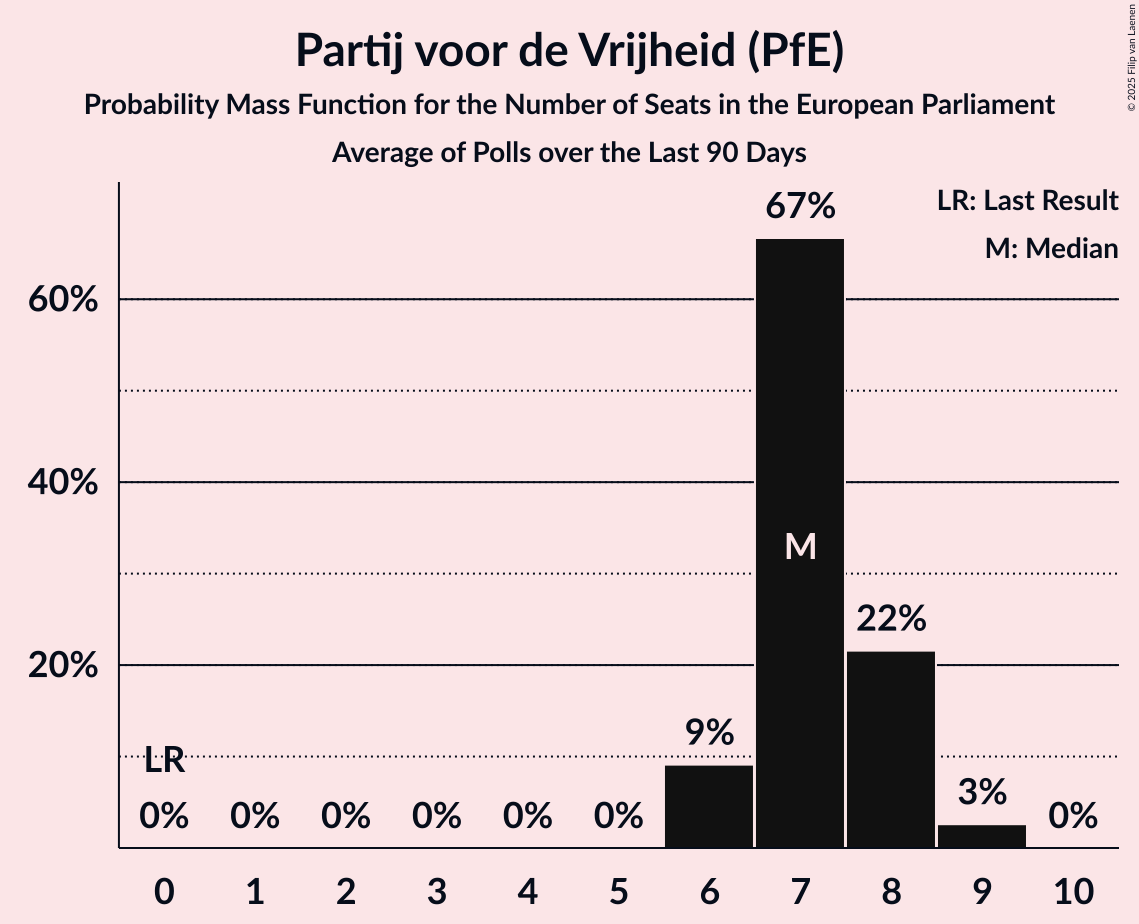 Partij voor de Vrijheid (PfE)
Probability Mass Function for the Number of Seats in the European Parliament
Average of Polls over the Last 90 Days
© 2025 Filip van Laenen
LR: Last Result
M: Median
67%
60%
40%
M
22%
20%
9%
LR
3%
0% 0% 0% 0% 0% 0% 0%
0 1 2 3 4 5 6 7 8 9 10